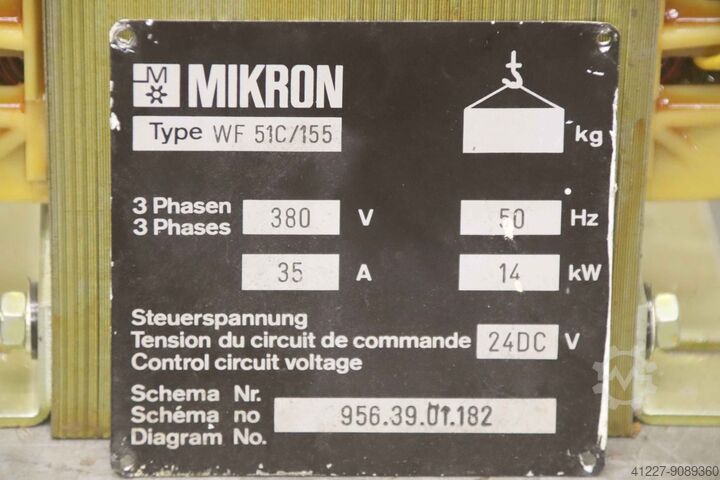 M
MIKRON
Type WF 51C/155
kg
3 Phasen
3 Phases
380 V
50 Hz
35 A
14 kW
Steuerspannung
Tension du circuit de commande 24DC V
Control circuit voltage
Schema Nr.
Schéma no 956.39.01.182
Diagram No.
41227-9089360